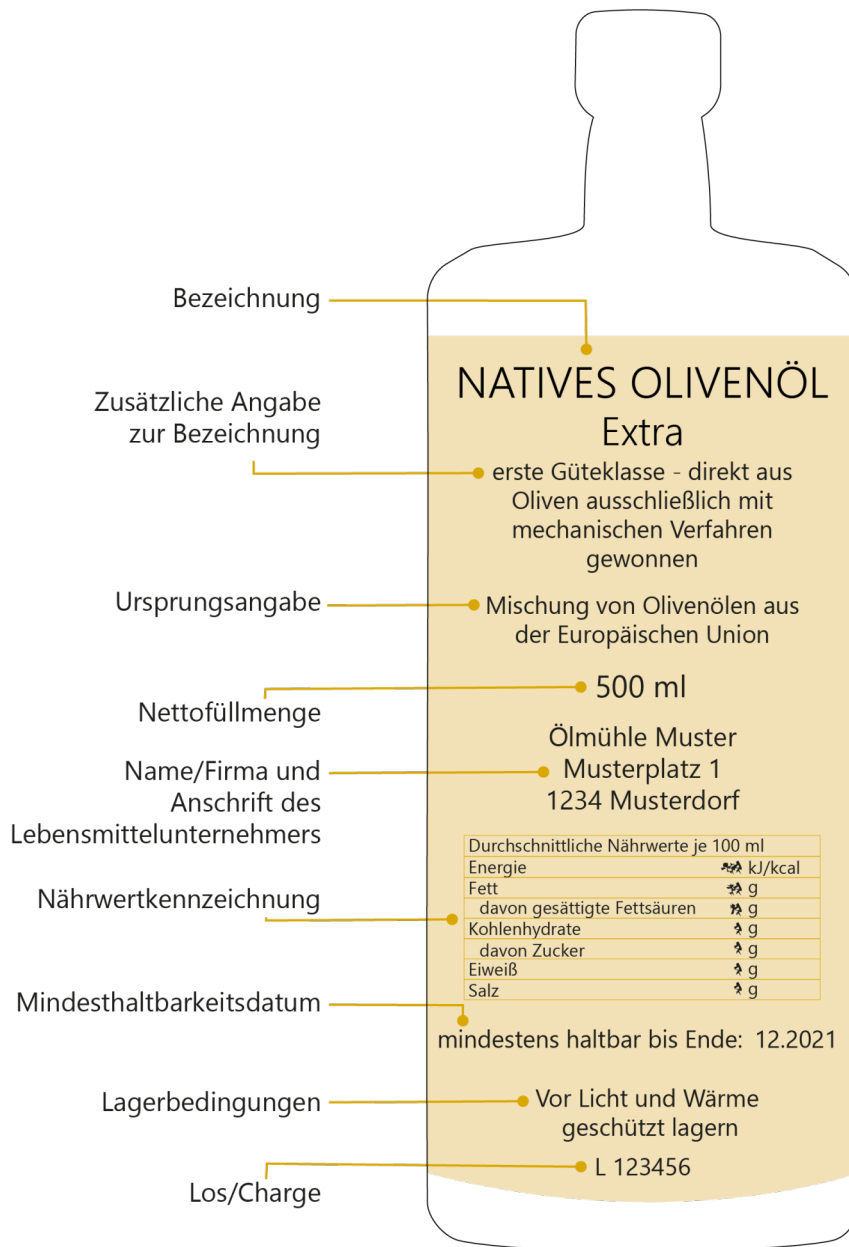 Bezeichnung
NATIVES OLIVENÖL
Extra
Zusätzliche Angabe
zur Bezeichnung
erste Güteklasse - direkt aus
Oliven ausschließlich mit
mechanischen Verfahren
gewonnen
Ursprungsangabe
Mischung von Olivenölen aus
der Europäischen Union
Nettofüllmenge
500 ml
Name/Firma und
Anschrift des
Lebensmittelunternehmers
Ölmühle Muster
Musterplatz 1
1234 Musterdorf
Nährwertkennzeichnung
Durchschnittliche Nährwerte je 100 ml
Energie kJ/kcal
Fett g
davon gesättigte Fettsäuren g
Kohlenhydrate g
davon Zucker g
Eiweiß g
Salz g
Mindesthaltbarkeitsdatum
mindestens haltbar bis Ende: 12.2021
Lagerbedingungen
Vor Licht und Wärme
geschützt lagern
Los/Charge
L 123456